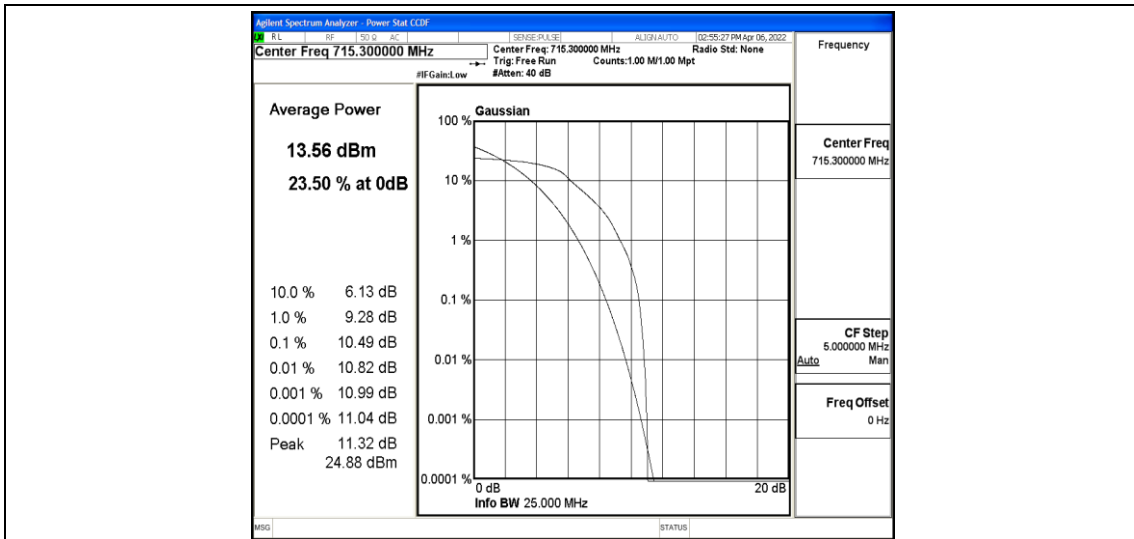 Agilent Spectrum Analyzer - Power Stat CCDF
LXI RL RF 50 Ω AC SENSE:PULSE ALIGN AUTO 02:55:27 PM Apr 06, 2022
Center Freq 715.300000 MHz
Center Freq: 715.300000 MHz Radio Std: None
Trig: Free Run Counts:1.00 M/1.00 Mpt
#IFGain:Low #Atten: 40 dB
Average Power
13.56 dBm
23.50 % at 0dB
10.0 % 6.13 dB
1.0 % 9.28 dB
0.1 % 10.49 dB
0.01 % 10.82 dB
0.001 % 10.99 dB
0.0001 % 11.04 dB
Peak 11.32 dB
24.88 dBm
Gaussian
100 %
10 %
1 %
0.1 %
0.01 %
0.001 %
0.0001 %
0 dB 20 dB
Info BW 25.000 MHz
Frequency
Center Freq
715.300000 MHz
CF Step
5.000000 MHz
Auto Man
Freq Offset
0 Hz
MSG STATUS